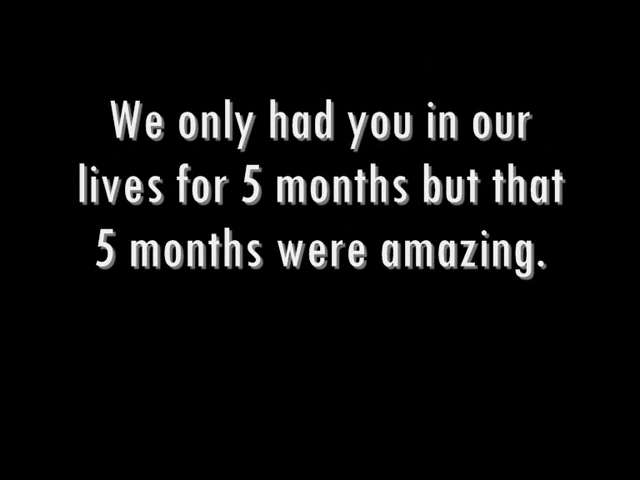 We only had you in our
lives for 5 months but that
5 months were amazing.